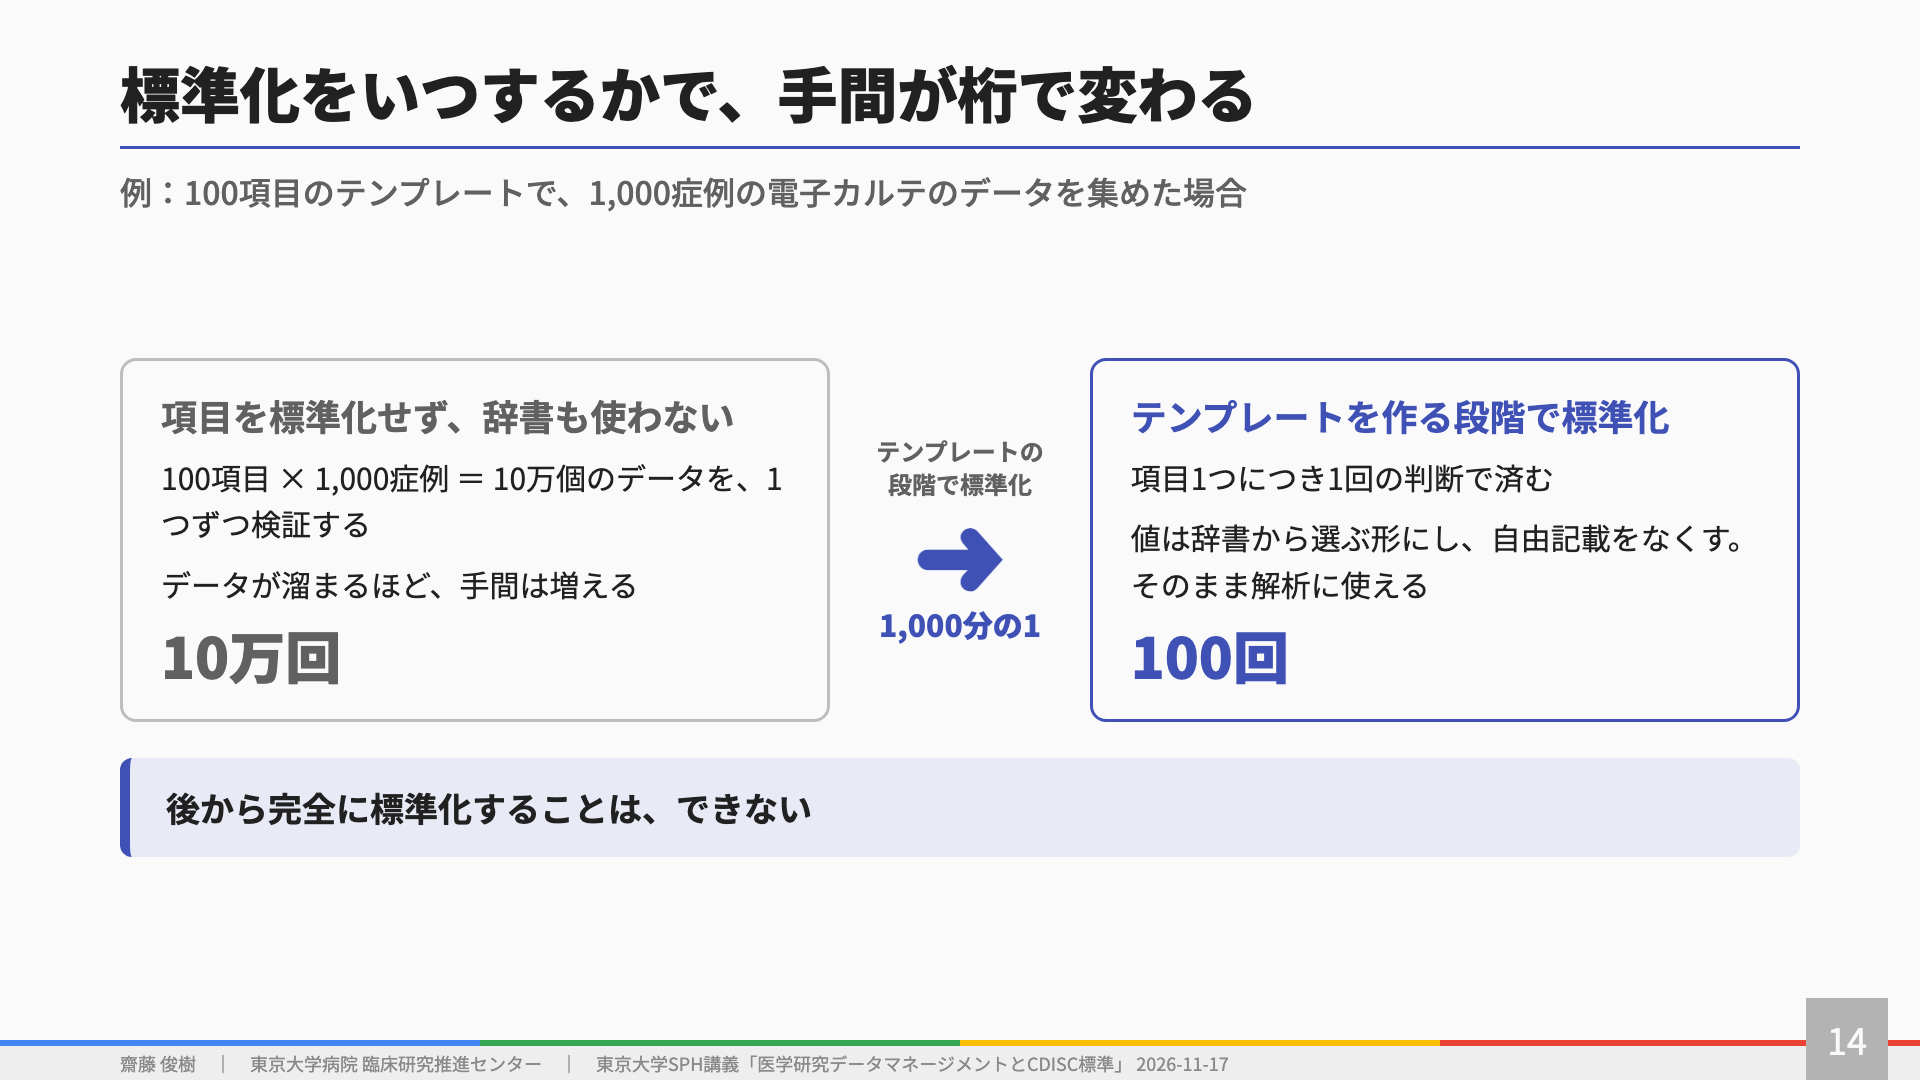 標準化をいつするかで、手間が桁で変わる
例：100項目のテンプレートで、1,000症例の電子カルテのデータを集めた場合
項目を標準化せず、辞書も使わない
100項目 × 1,000症例 ＝ 10万個のデータを、1
つずつ検証する
データが溜まるほど、手間は増える
10万回
テンプレートの
段階で標準化
1,000分の1
テンプレートを作る段階で標準化
項目1つにつき1回の判断で済む
値は辞書から選ぶ形にし、自由記載をなくす。
そのまま解析に使える
100回
後から完全に標準化することは、できない
齋藤 俊樹 ｜ 東京大学病院 臨床研究推進センター ｜ 東京大学SPH講義「医学研究データマネージメントとCDISC標準」 2026-11-17
14